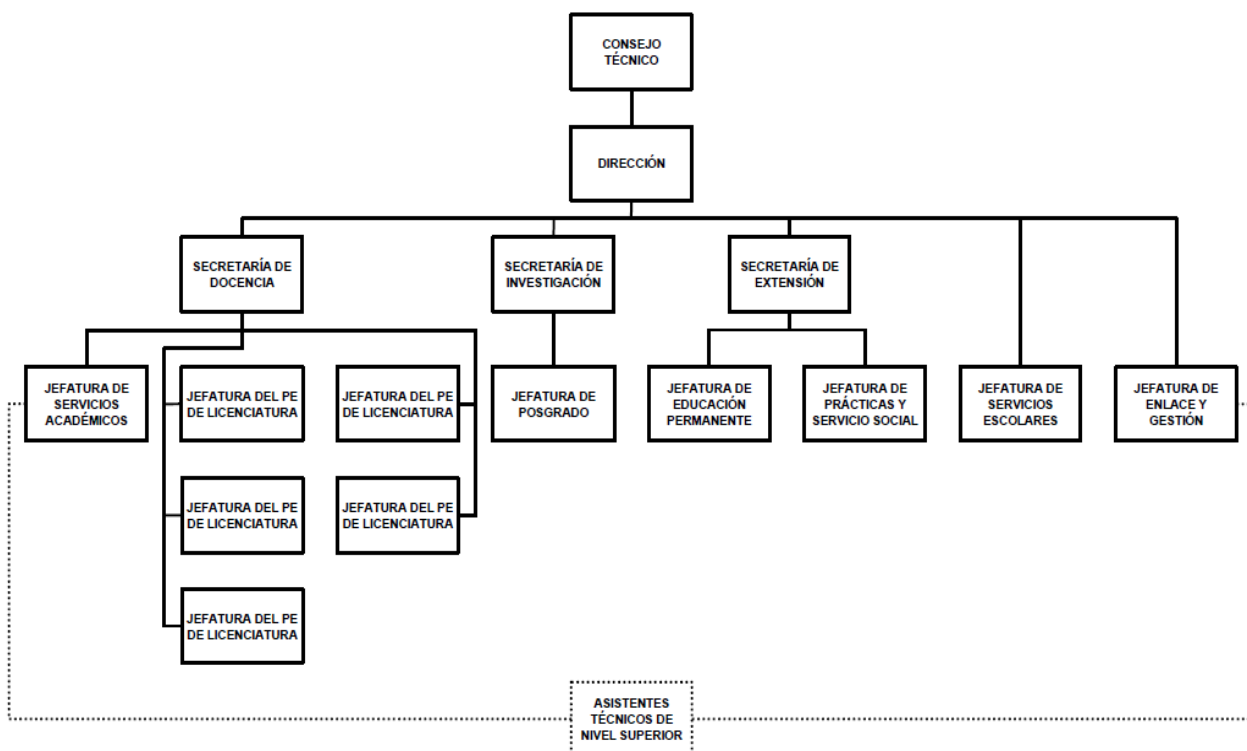 CONSEJO
TÉCNICO
DIRECCIÓN
SECRETARÍA DE
DOCENCIA
SECRETARÍA DE
INVESTIGACIÓN
SECRETARÍA DE
EXTENSIÓN
JEFATURA DE
SERVICIOS
ACADÉMICOS
JEFATURA DEL PE
DE LICENCIATURA
JEFATURA DEL PE
DE LICENCIATURA
JEFATURA DE
POSGRADO
JEFATURA DE
EDUCACIÓN
PERMANENTE
JEFATURA DE
PRÁCTICAS Y
SERVICIO SOCIAL
JEFATURA DE
SERVICIOS
ESCOLARES
JEFATURA DE
ENLACE Y
GESTIÓN
JEFATURA DEL PE
DE LICENCIATURA
JEFATURA DEL PE
DE LICENCIATURA
JEFATURA DEL PE
DE LICENCIATURA
ASISTENTES
TÉCNICOS DE
NIVEL SUPERIOR